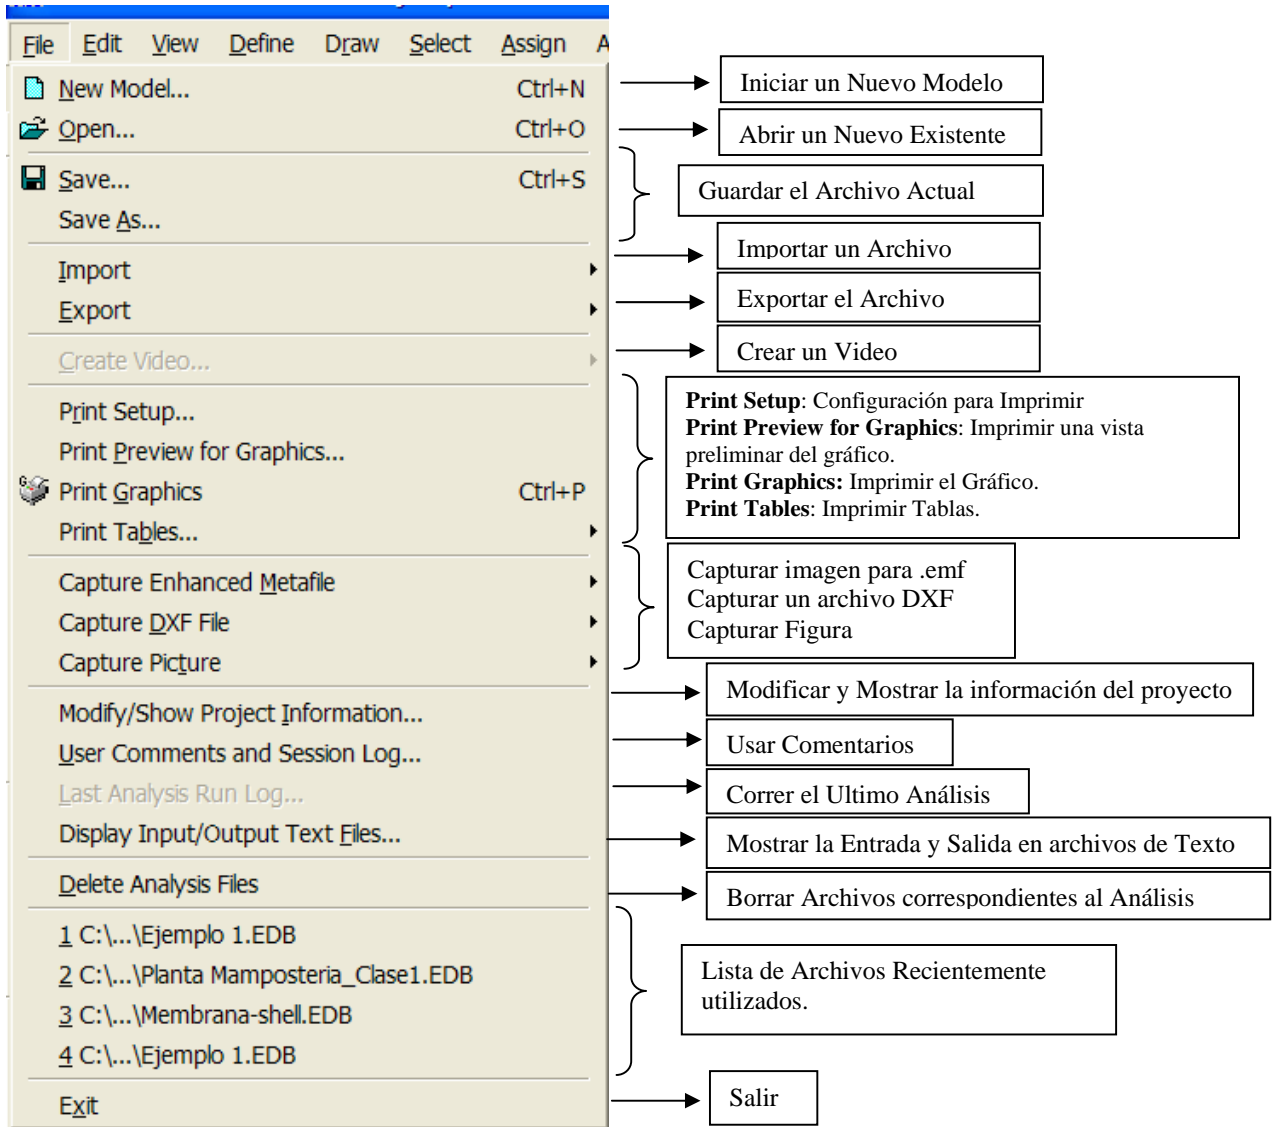 File Edit View Define Draw Select Assign A
New Model... Ctrl+N
Iniciar un Nuevo Modelo
Open... Ctrl+O
Abrir un Nuevo Existente
Save... Ctrl+S
Save As...
Guardar el Archivo Actual
Import
Importar un Archivo
Export
Exportar el Archivo
Create Video...
Crear un Video
Print Setup...
Print Preview for Graphics...
Print Graphics Ctrl+P
Print Tables...
Print Setup: Configuración para Imprimir
Print Preview for Graphics: Imprimir una vista
preliminar del gráfico.
Print Graphics: Imprimir el Gráfico.
Print Tables: Imprimir Tablas.
Capture Enhanced Metafile
Capture DXF File
Capture Picture
Capturar imagen para .emf
Capturar un archivo DXF
Capturar Figura
Modify/Show Project Information...
Modificar y Mostrar la información del proyecto
User Comments and Session Log...
Usar Comentarios
Last Analysis Run Log...
Correr el Ultimo Análisis
Display Input/Output Text Files...
Mostrar la Entrada y Salida en archivos de Texto
Delete Analysis Files
Borrar Archivos correspondientes al Análisis
1 C:\...\Ejemplo 1.EDB
2 C:\...\Planta Mamposteria_Clase1.EDB
3 C:\...\Membrana-shell.EDB
4 C:\...\Ejemplo 1.EDB
Lista de Archivos Recientemente
utilizados.
Exit
Salir